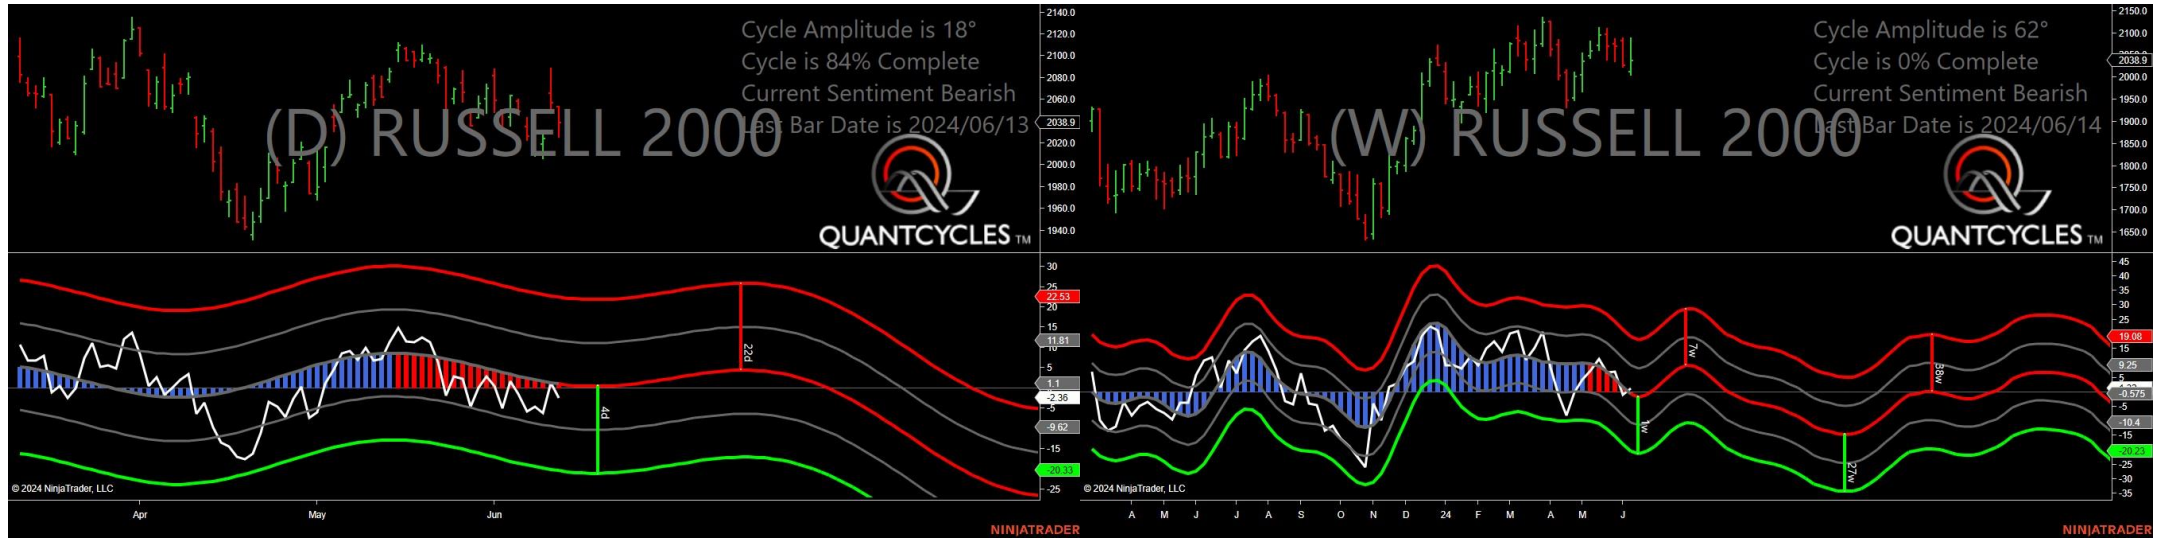 Cycle Amplitude is 18°
Cycle is 84% Complete
Current Sentiment Bearish
Last Bar Date is 2024/06/13
(D) RUSSELL 2000
QUANTCYCLES TM
2140.0
2120.0
2100.0
2080.0
2060.0
2038.9
2020.0
2000.0
1980.0
1960.0
1940.0
30
22.53
20
15
11.81
10
5
1.1
-2.36
-5
-9.62
-15
-20.33
-25
22d
4d
© 2024 NinjaTrader, LLC
Apr
May
Jun
NINJATRADER
Cycle Amplitude is 62°
Cycle is 0% Complete
Current Sentiment Bearish
Last Bar Date is 2024/06/14
(W) RUSSELL 2000
QUANTCYCLES TM
2150.0
2100.0
2038.9
2000.0
1950.0
1900.0
1850.0
1800.0
1750.0
1700.0
1650.0
45
40
35
30
25
19.08
15
9.25
5
-0.575
-5
-10.4
-15
-20.23
-25
-30
-35
7w
1w
27w
38w
© 2024 NinjaTrader, LLC
A M J J A S O N D 24 F M A M J
NINJATRADER